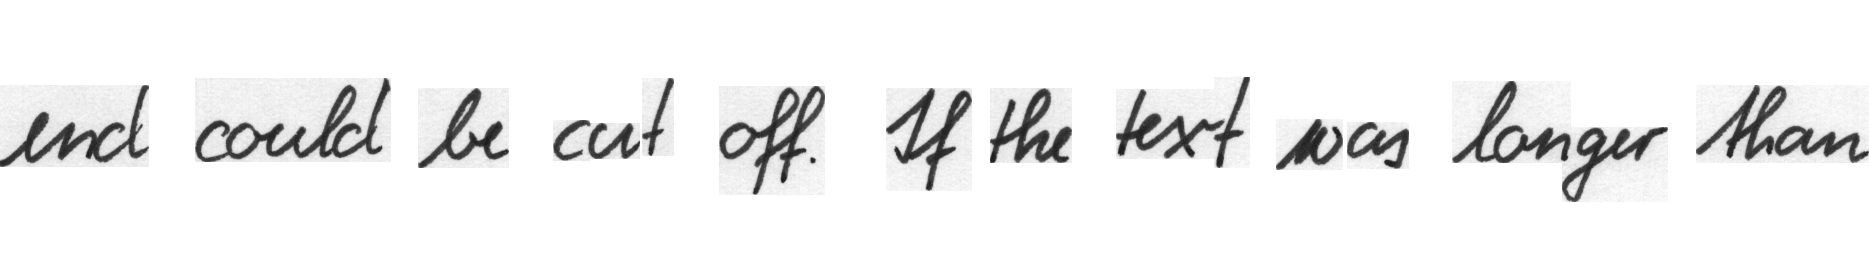 end could be cut off. If the text was longer than